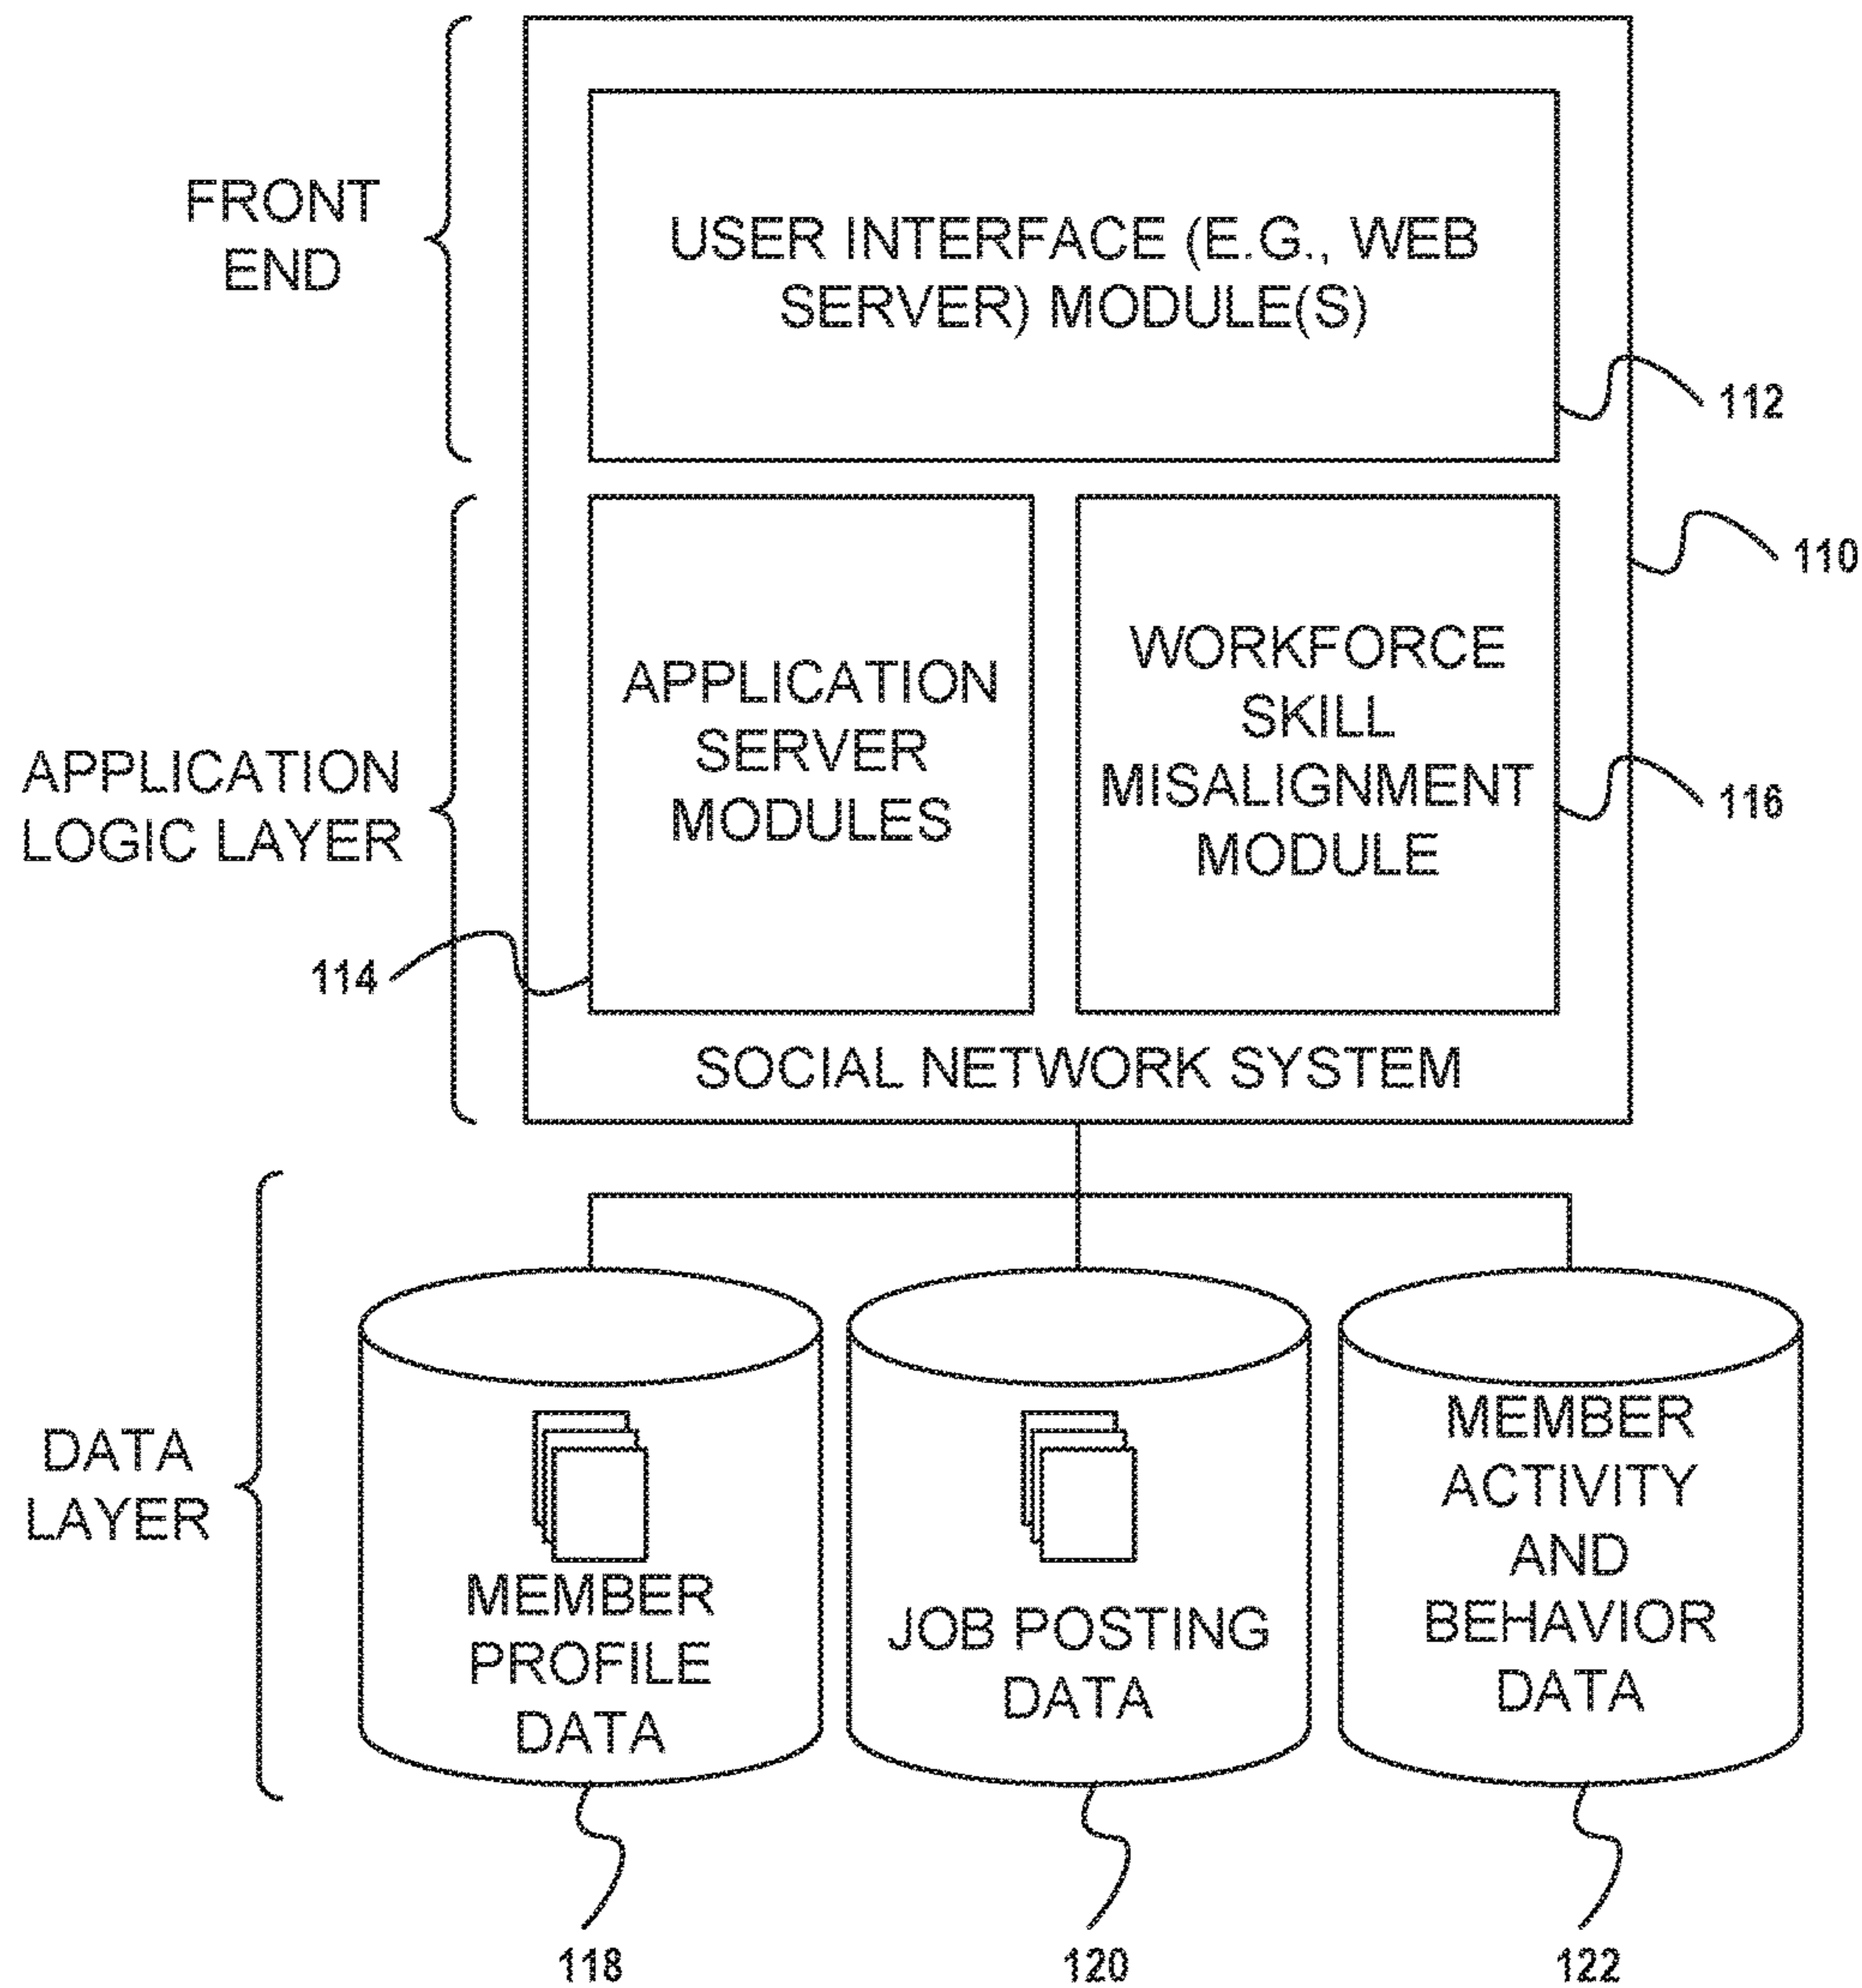 FRONT
END
USER INTERFACE (E.G., WEB
SERVER) MODULE(S)
112
110
APPLICATION
LOGIC LAYER
APPLICATION
SERVER
MODULES
114
WORKFORCE
SKILL
MISALIGNMENT
MODULE
116
SOCIAL NETWORK SYSTEM
DATA
LAYER
MEMBER
PROFILE
DATA
JOB POSTING
DATA
MEMBER
ACTIVITY
AND
BEHAVIOR
DATA
118
120
122